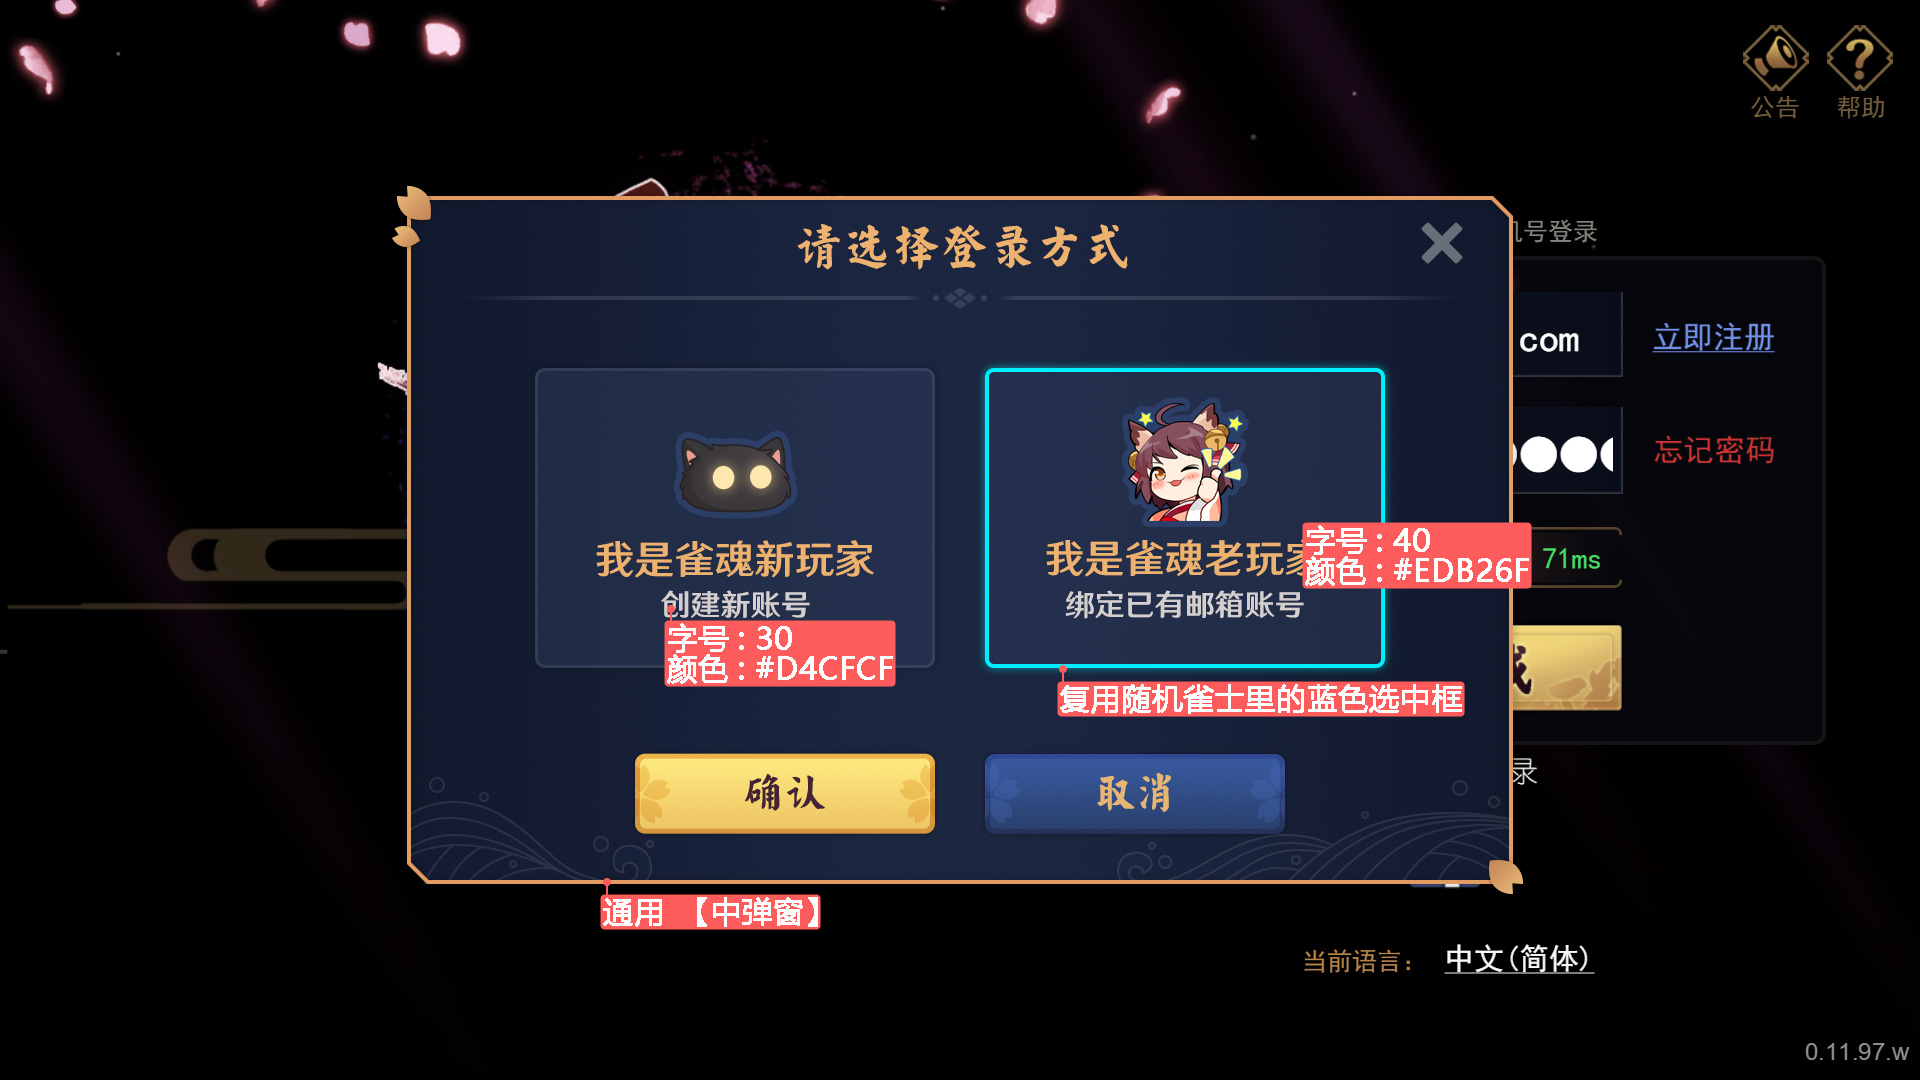 公告
帮助
请选择登录方式
机号登录
com
立即注册
忘记密码
我是雀魂新玩家
创建新账号
字号：30
颜色：#D4CFCF
我是雀魂老玩家
绑定已有邮箱账号
字号：40
颜色：#EDB26F
71ms
复用随机雀士里的蓝色选中框
确认
取消
录
通用 【中弹窗】
当前语言：
中文(简体)
0.11.97.w